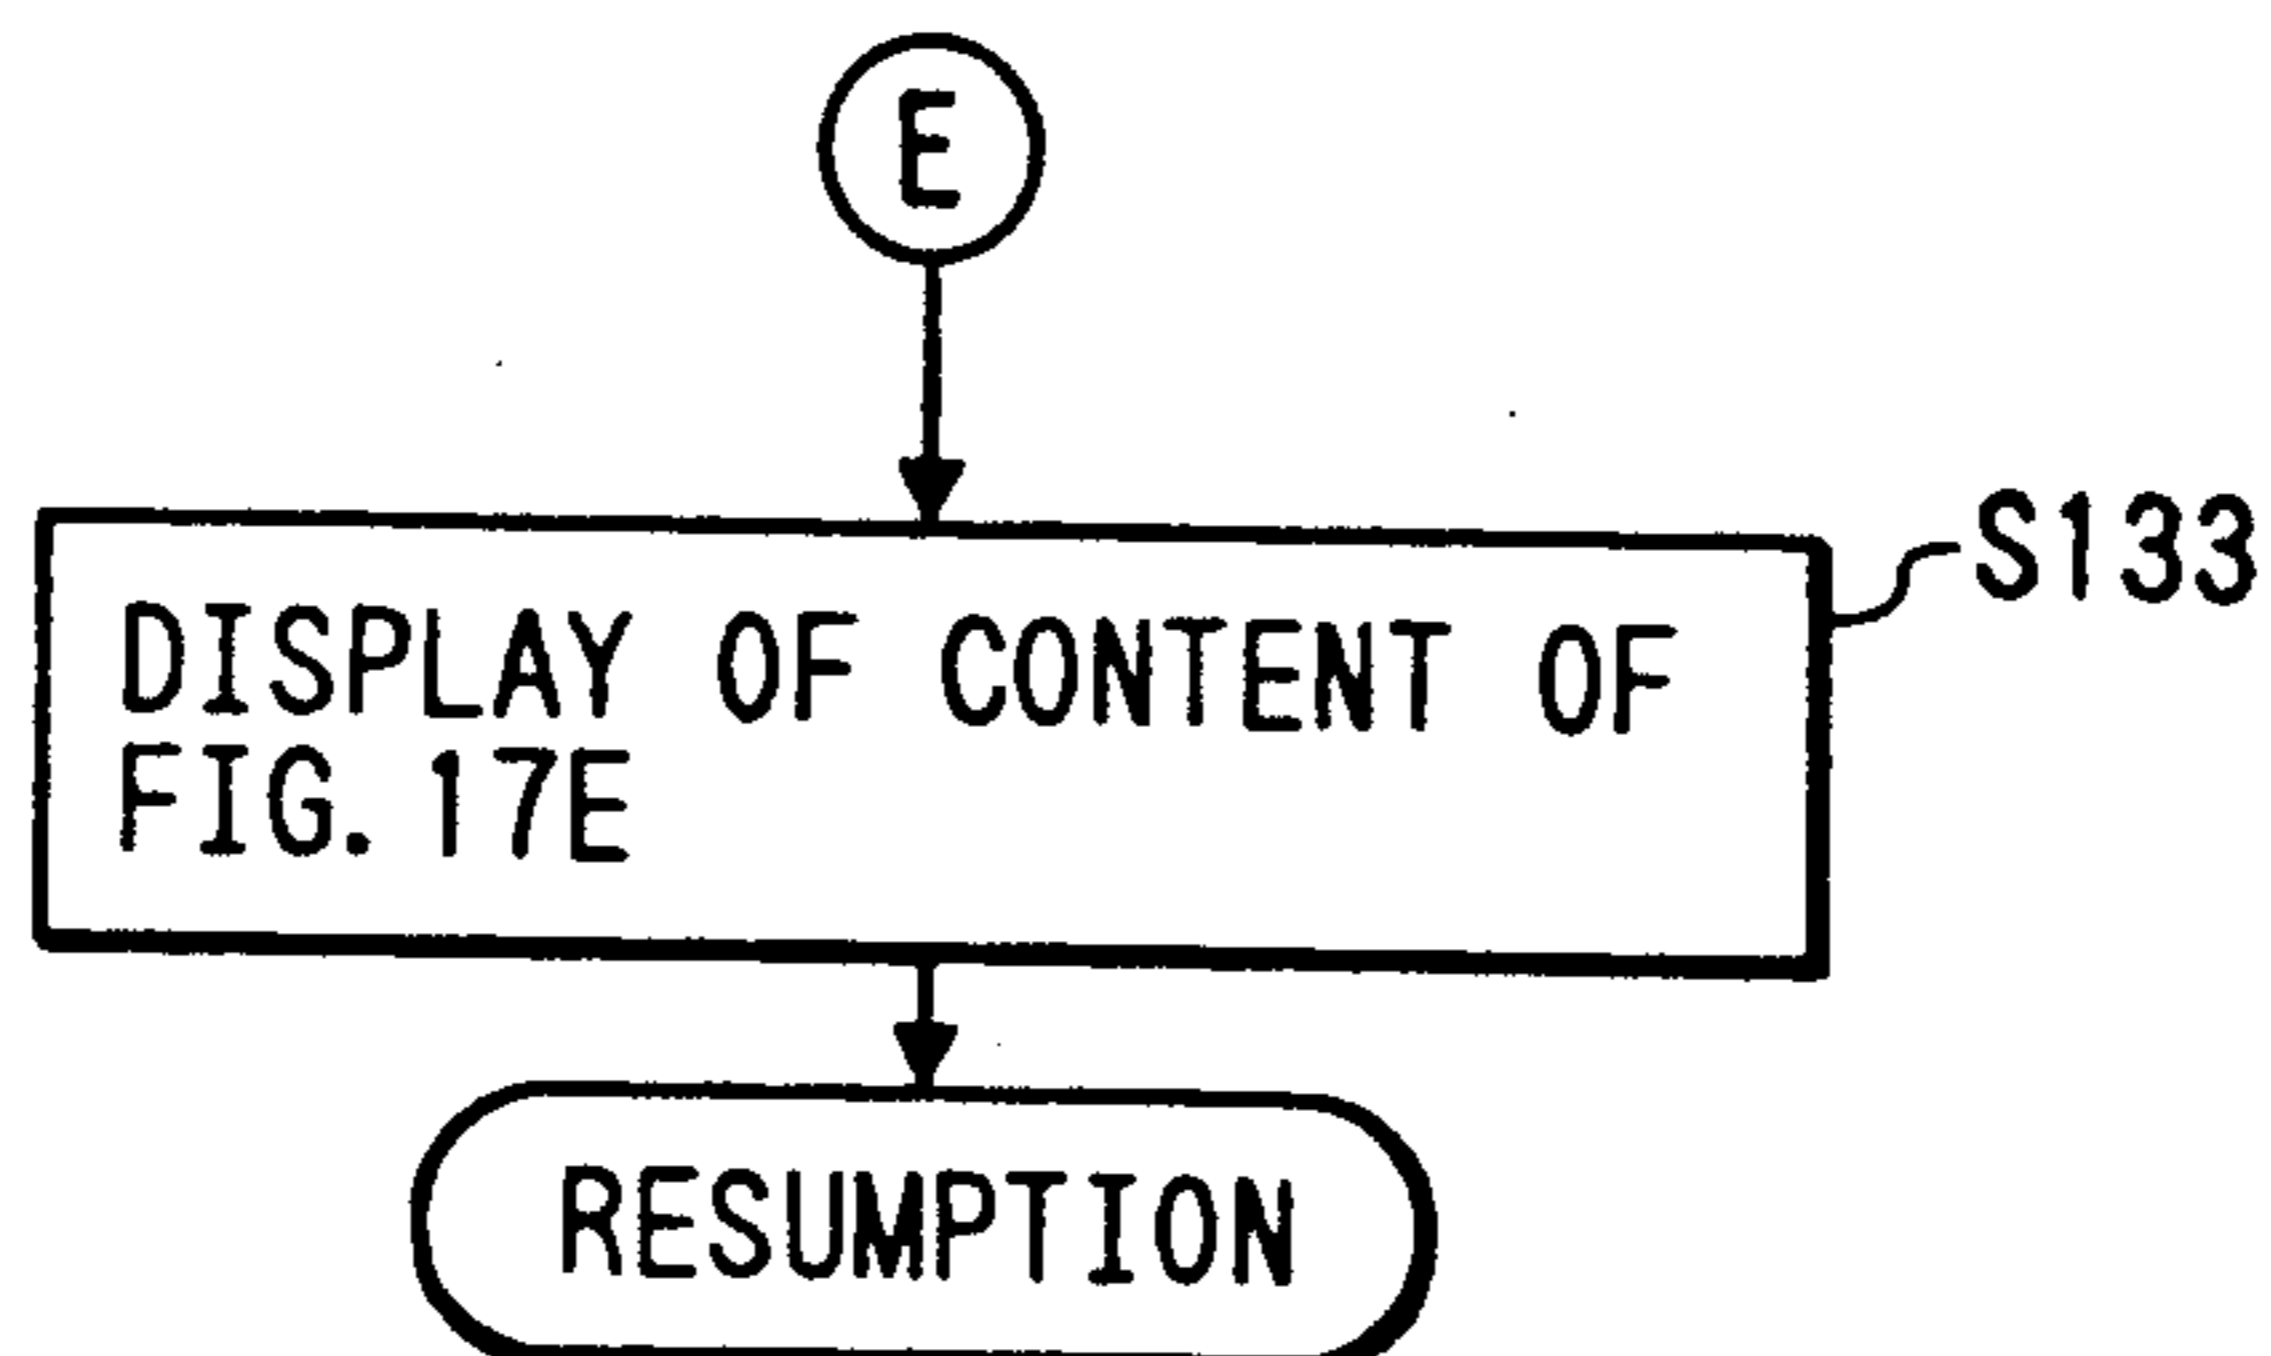 E
S133
DISPLAY OF CONTENT OF
FIG. 17E
RESUMPTION